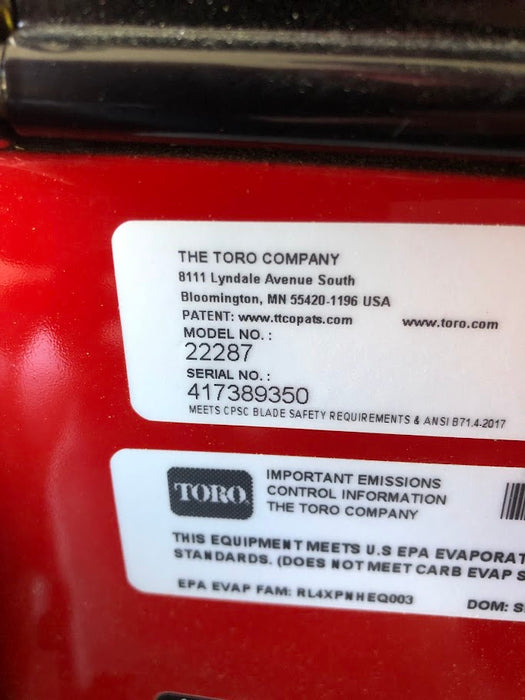 THE TORO COMPANY
8111 Lyndale Avenue South
Bloomington, MN 55420-1196 USA
PATENT: www.ttcopats.com www.toro.com
MODEL NO. :
22287
SERIAL NO. :
417389350
MEETS CPSC BLADE SAFETY REQUIREMENTS & ANSI B71.4-2017
TORO
IMPORTANT EMISSIONS
CONTROL INFORMATION
THE TORO COMPANY
THIS EQUIPMENT MEETS U.S EPA EVAPORAT
STANDARDS. (DOES NOT MEET CARB EVAP S
EPA EVAP FAM: RL4XPNHEQ003 DOM: S